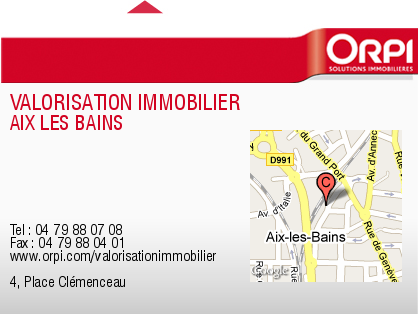 ORPI
SOLUTIONS IMMOBILIÈRES
VALORISATION IMMOBILIER
AIX LES BAINS
Tel : 04 79 88 07 08
Fax : 04 79 88 04 01
www.orpi.com/valorisationimmobilier
4, Place Clémenceau
D991
du Grand Port
Av. d'Annec
C
Av. d'Italie
Aix-les-Bains
Rue de Genève
Google